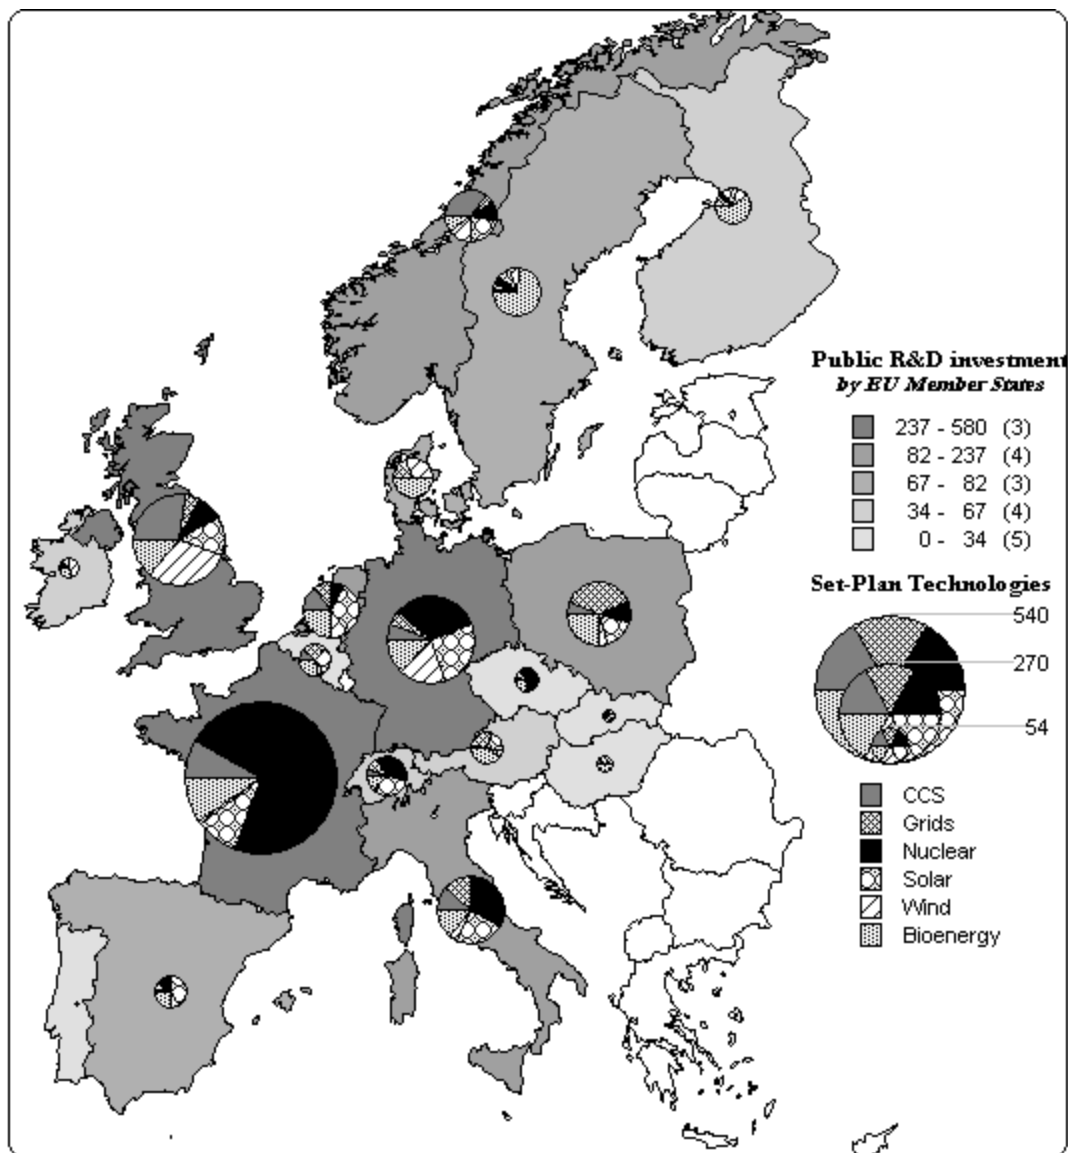 Public R&D investment
by EU Member States
237 - 580 (3)
82 - 237 (4)
67 - 82 (3)
34 - 67 (4)
0 - 34 (5)
Set-Plan Technologies
540
270
54
CCS
Grids
Nuclear
Solar
Wind
Bioenergy